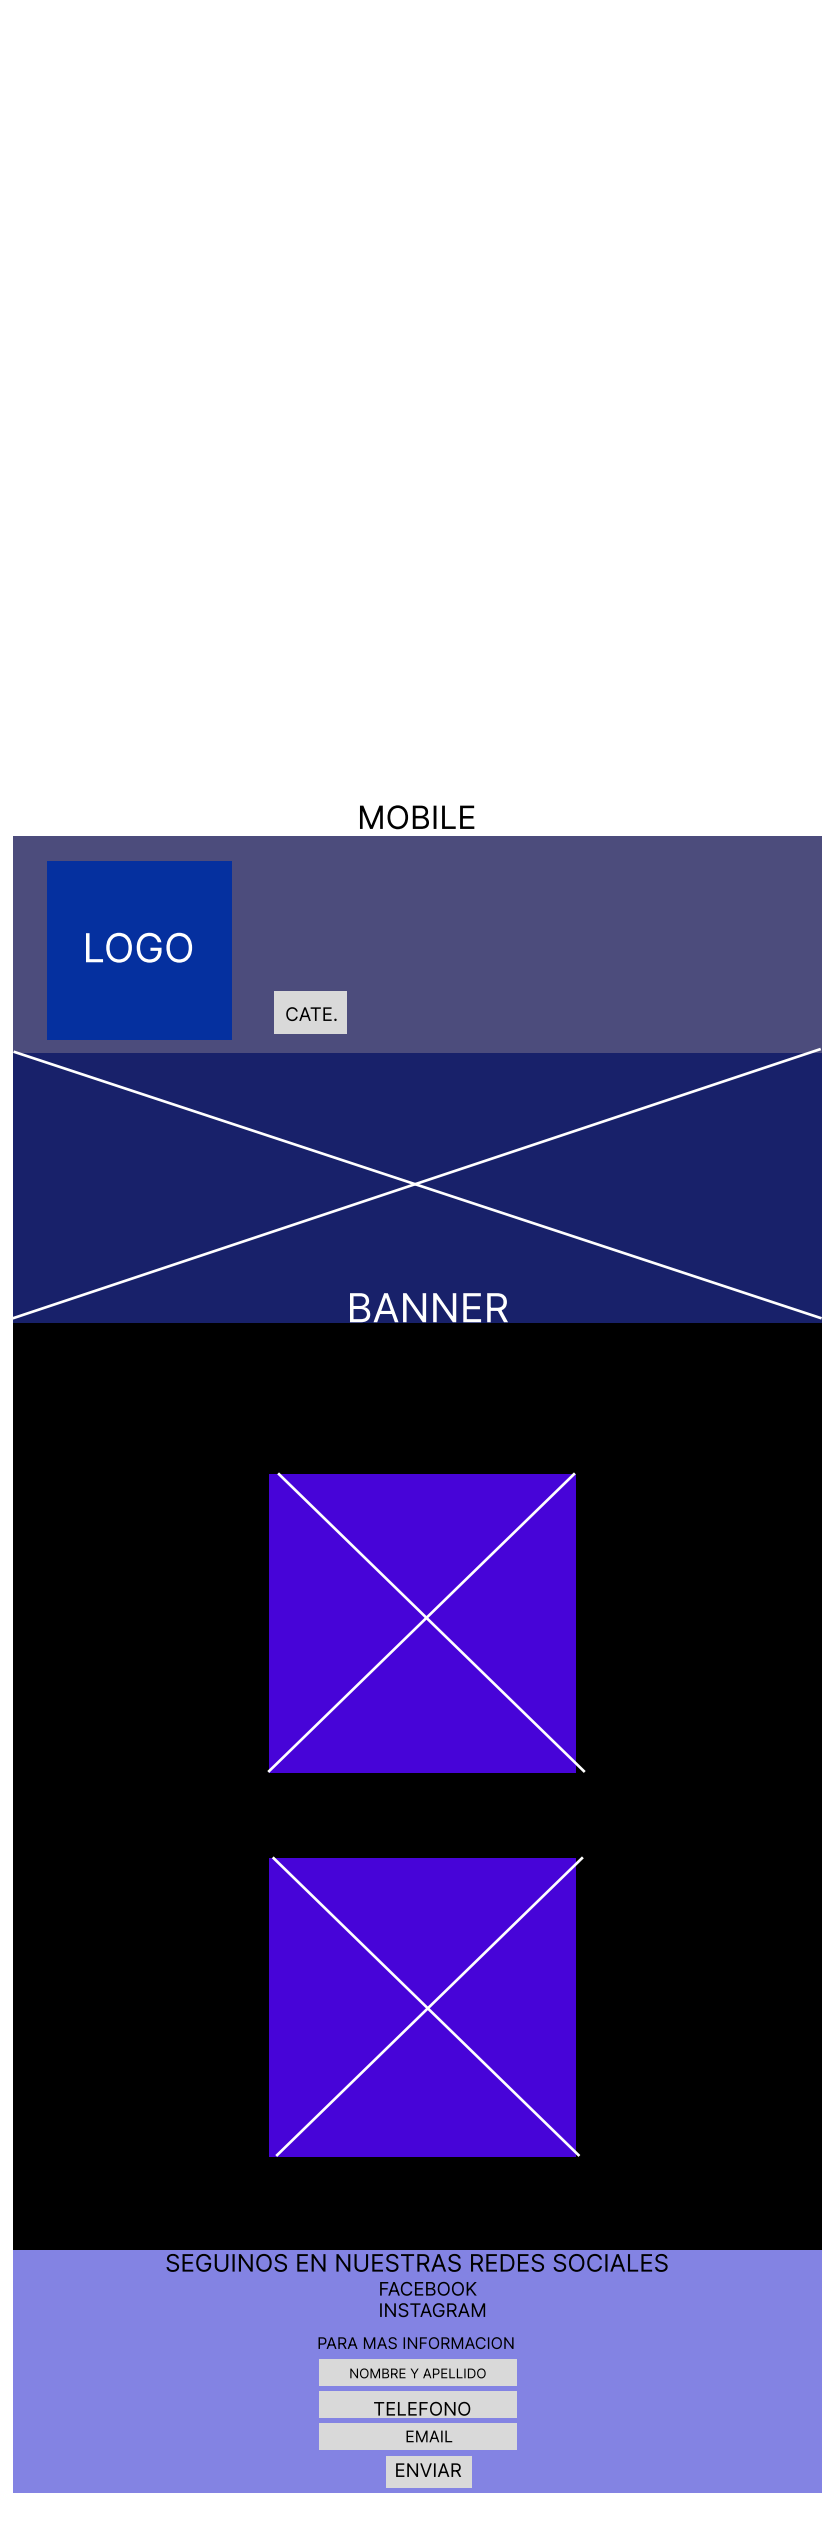 MOBILE
LOGO
CATE.
BANNER
SEGUINOS EN NUESTRAS REDES SOCIALES
FACEBOOK
INSTAGRAM
PARA MAS INFORMACION
NOMBRE Y APELLIDO
TELEFONO
EMAIL
ENVIAR